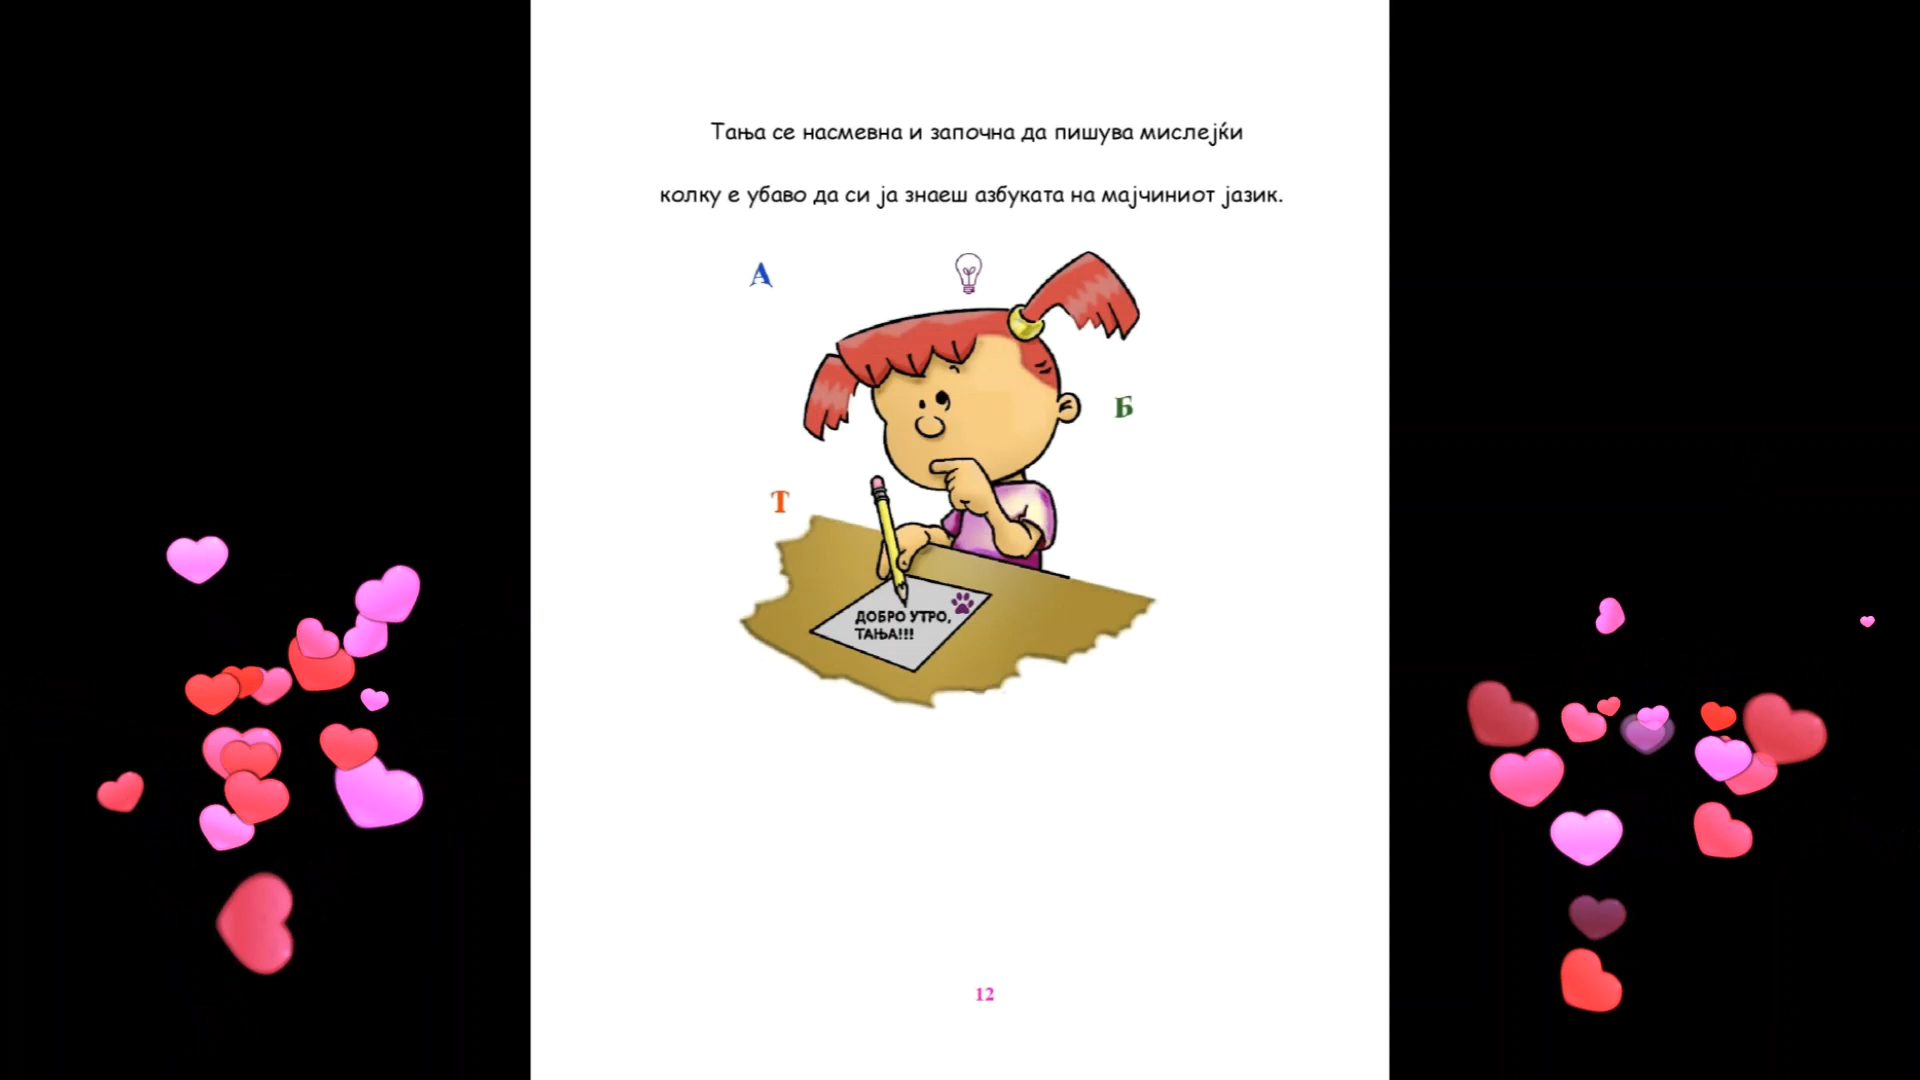 Тања се насмевна и започна да пишува мислејќи
колку е убаво да си ја знаеш азбуката на мајчиниот јазик.
А
Б
Т
ДОБРО УТРО,
ТАЊА!!!
12